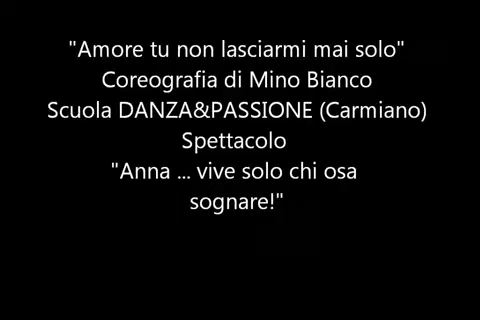 "Amore tu non lasciarmi mai solo"
Coreografia di Mino Bianco
Scuola DANZA&PASSIONE (Carmiano)
Spettacolo
"Anna ... vive solo chi osa
sognare!"